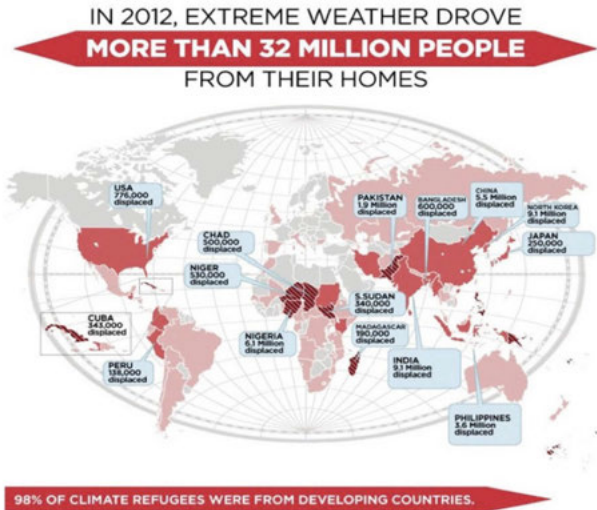 IN 2012, EXTREME WEATHER DROVE
MORE THAN 32 MILLION PEOPLE
FROM THEIR HOMES
USA
776,000
displaced
PAKISTAN
1.9 Million
displaced
BANGLADESH
600,000
displaced
CHINA
5.5 Million
displaced
NORTH KOREA
9.1 Million
displaced
JAPAN
250,000
displaced
CHAD
500,000
displaced
NIGER
530,000
displaced
S.SUDAN
340,000
displaced
CUBA
343,000
displaced
NIGERIA
6.1 Million
displaced
MADAGASCAR
190,000
displaced
PERU
138,000
displaced
INDIA
9.1 Million
displaced
PHILIPPINES
3.6 Million
displaced
98% OF CLIMATE REFUGEES WERE FROM DEVELOPING COUNTRIES.